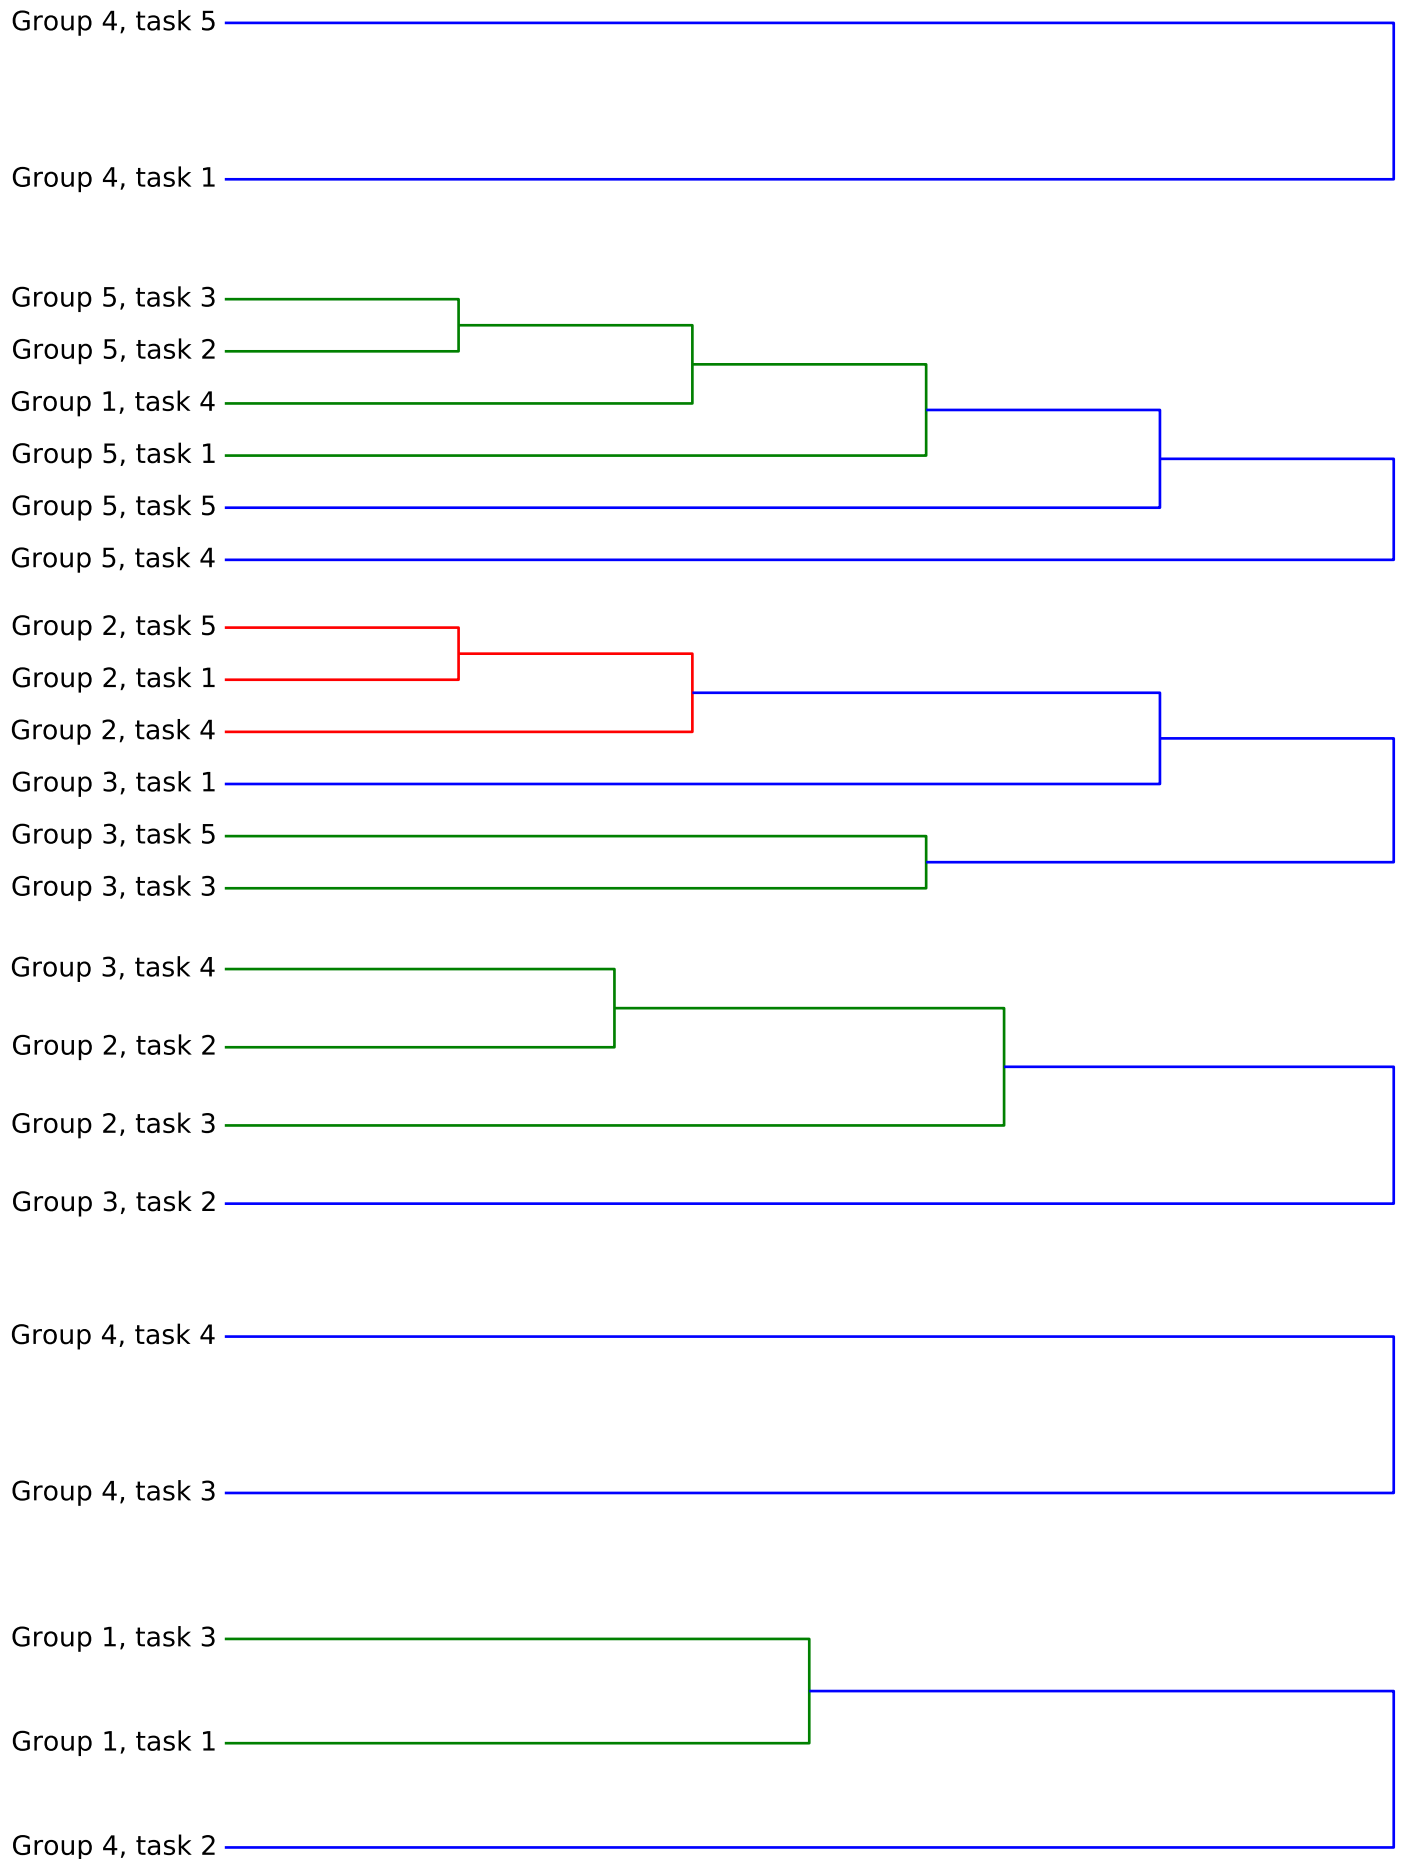 Group 4, task 5
Group 4, task 1
Group 5, task 3
Group 5, task 2
Group 1, task 4
Group 5, task 1
Group 5, task 5
Group 5, task 4
Group 2, task 5
Group 2, task 1
Group 2, task 4
Group 3, task 1
Group 3, task 5
Group 3, task 3
Group 3, task 4
Group 2, task 2
Group 2, task 3
Group 3, task 2
Group 4, task 4
Group 4, task 3
Group 1, task 3
Group 1, task 1
Group 4, task 2